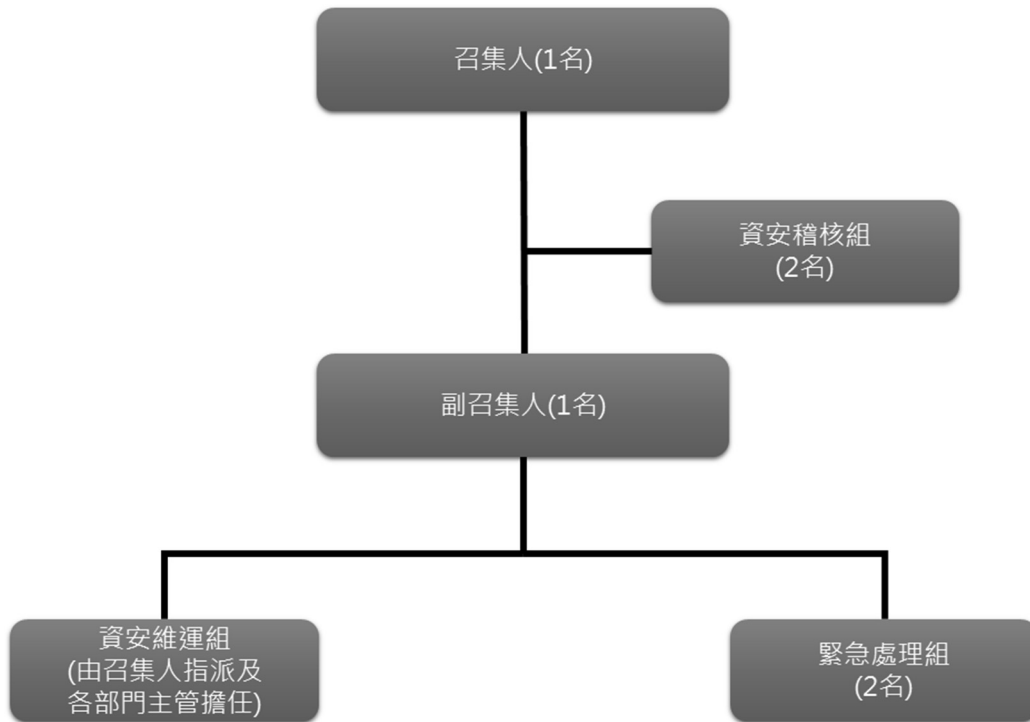 召集人(1名)
資安稽核組
(2名)
副召集人(1名)
資安維運組
(由召集人指派及
各部門主管擔任)
緊急處理組
(2名)